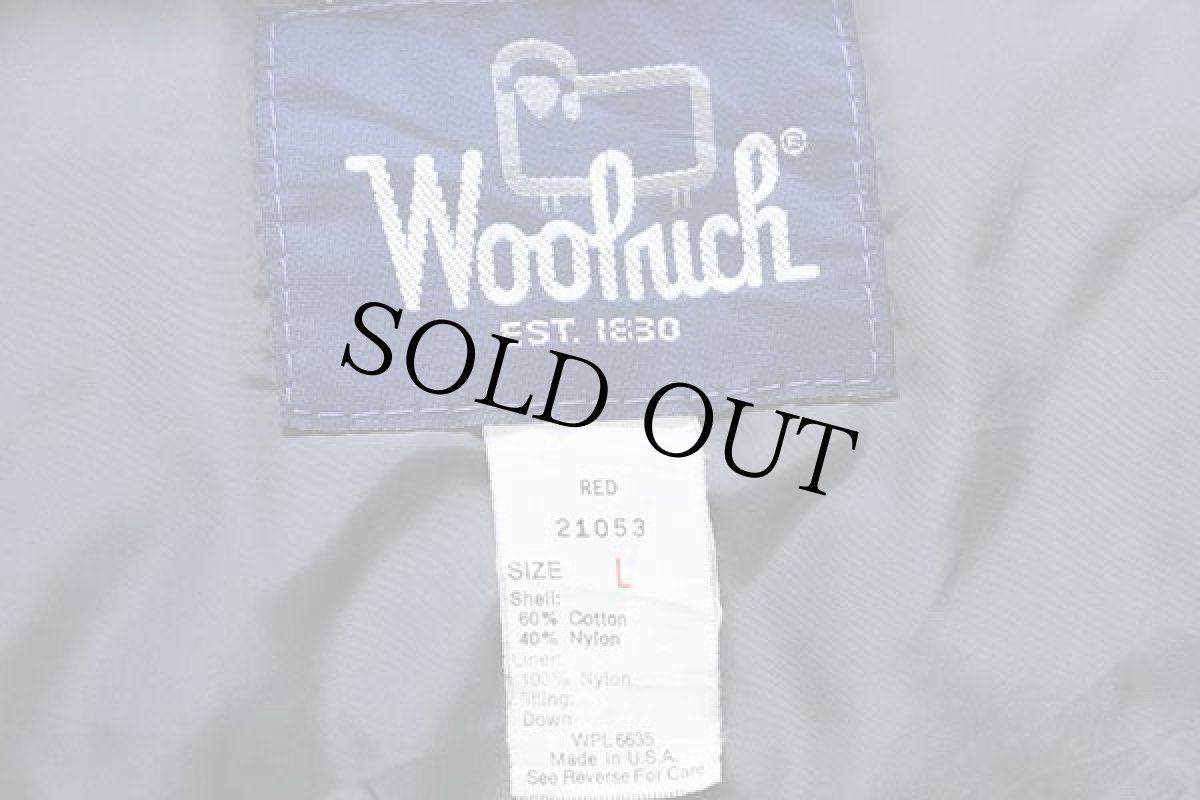 Woolrich®
EST. 1830
SOLD OUT
RED
21053
SIZE L
Shell:
60% Cotton
40% Nylon
Liner:
100% Nylon
Filling:
Down
WPL 6635
Made in U.S.A.
See Reverse For Care